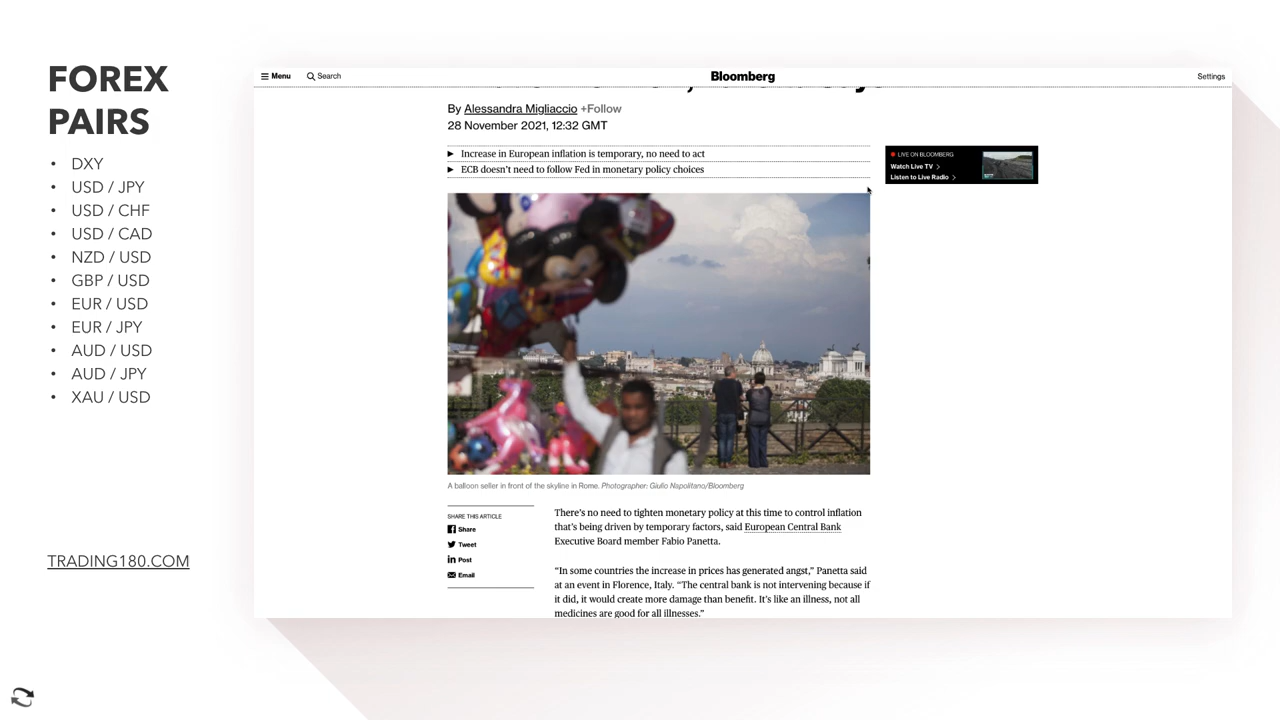 FOREX
PAIRS
• DXY
• USD / JPY
• USD / CHF
• USD / CAD
• NZD / USD
• GBP / USD
• EUR / USD
• EUR / JPY
• AUD / USD
• AUD / JPY
• XAU / USD
TRADING180.COM
Menu Search Bloomberg Settings
By Alessandra Migliaccio +Follow
28 November 2021, 12:32 GMT
▶ Increase in European inflation is temporary, no need to act
▶ ECB doesn't need to follow Fed in monetary policy choices
LIVE ON BLOOMBERG
Watch Live TV >
Listen to Live Radio >
A balloon seller in front of the skyline in Rome. Photographer: Giulio Napolitano/Bloomberg
SHARE THIS ARTICLE
Share
Tweet
Post
Email
There's no need to tighten monetary policy at this time to control inflation
that's being driven by temporary factors, said European Central Bank
Executive Board member Fabio Panetta.
“In some countries the increase in prices has generated angst,” Panetta said
at an event in Florence, Italy. “The central bank is not intervening because if
it did, it would create more damage than benefit. It's like an illness, not all
medicines are good for all illnesses.”